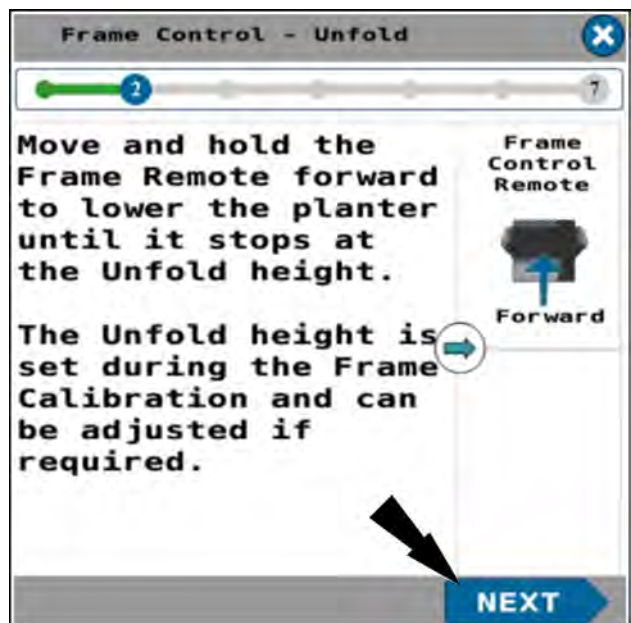 Frame Control - Unfold
2
7
Move and hold the
Frame Remote forward
to lower the planter
until it stops at
the Unfold height.
The Unfold height is
set during the Frame
Calibration and can
be adjusted if
required.
Frame
Control
Remote
Forward
NEXT